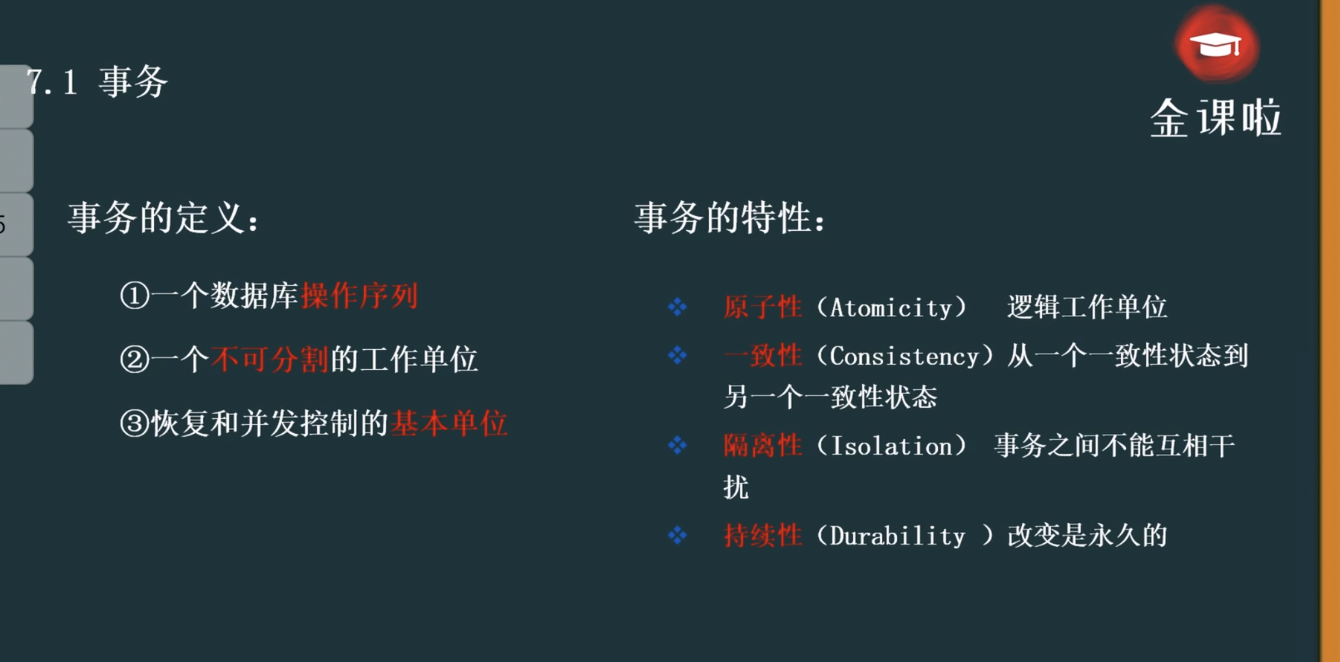 7.1 事务
金课啦
5
事务的定义：
①一个数据库操作序列
②一个不可分割的工作单位
③恢复和并发控制的基本单位
事务的特性：
原子性（Atomicity） 逻辑工作单位
一致性（Consistency）从一个一致性状态到
另一个一致性状态
隔离性（Isolation） 事务之间不能互相干
扰
持续性（Durability ）改变是永久的